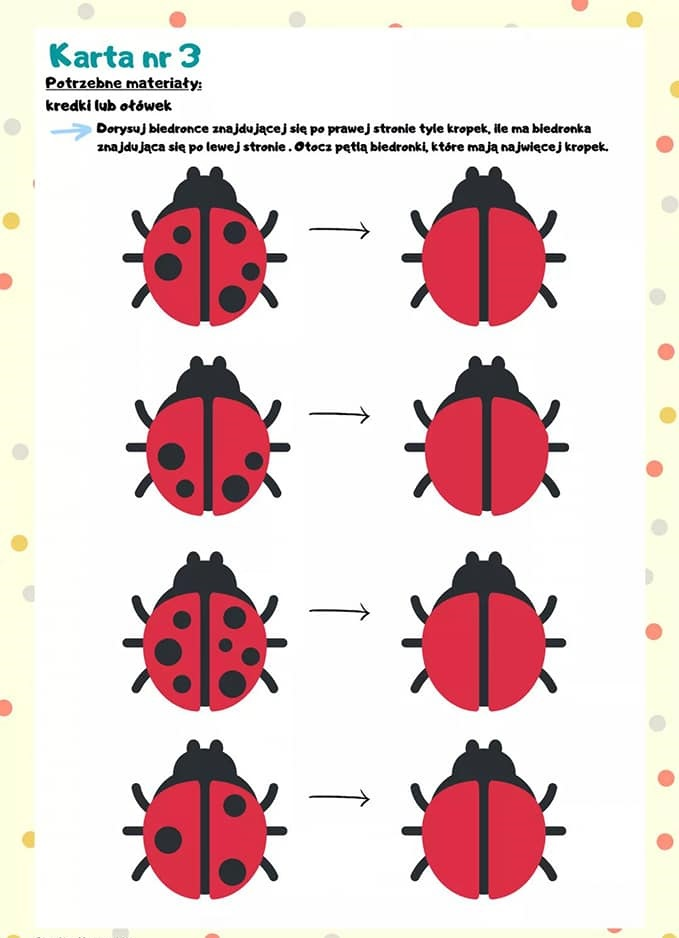 Karta nr 3
Potrzebne materiały:
kredki lub ołówek
Dorysuj biedronce znajdującej się po prawej stronie tyle kropek, ile ma biedronka
znajdująca się po lewej stronie . Otocz pętlą biedronki, które mają najwięcej kropek.